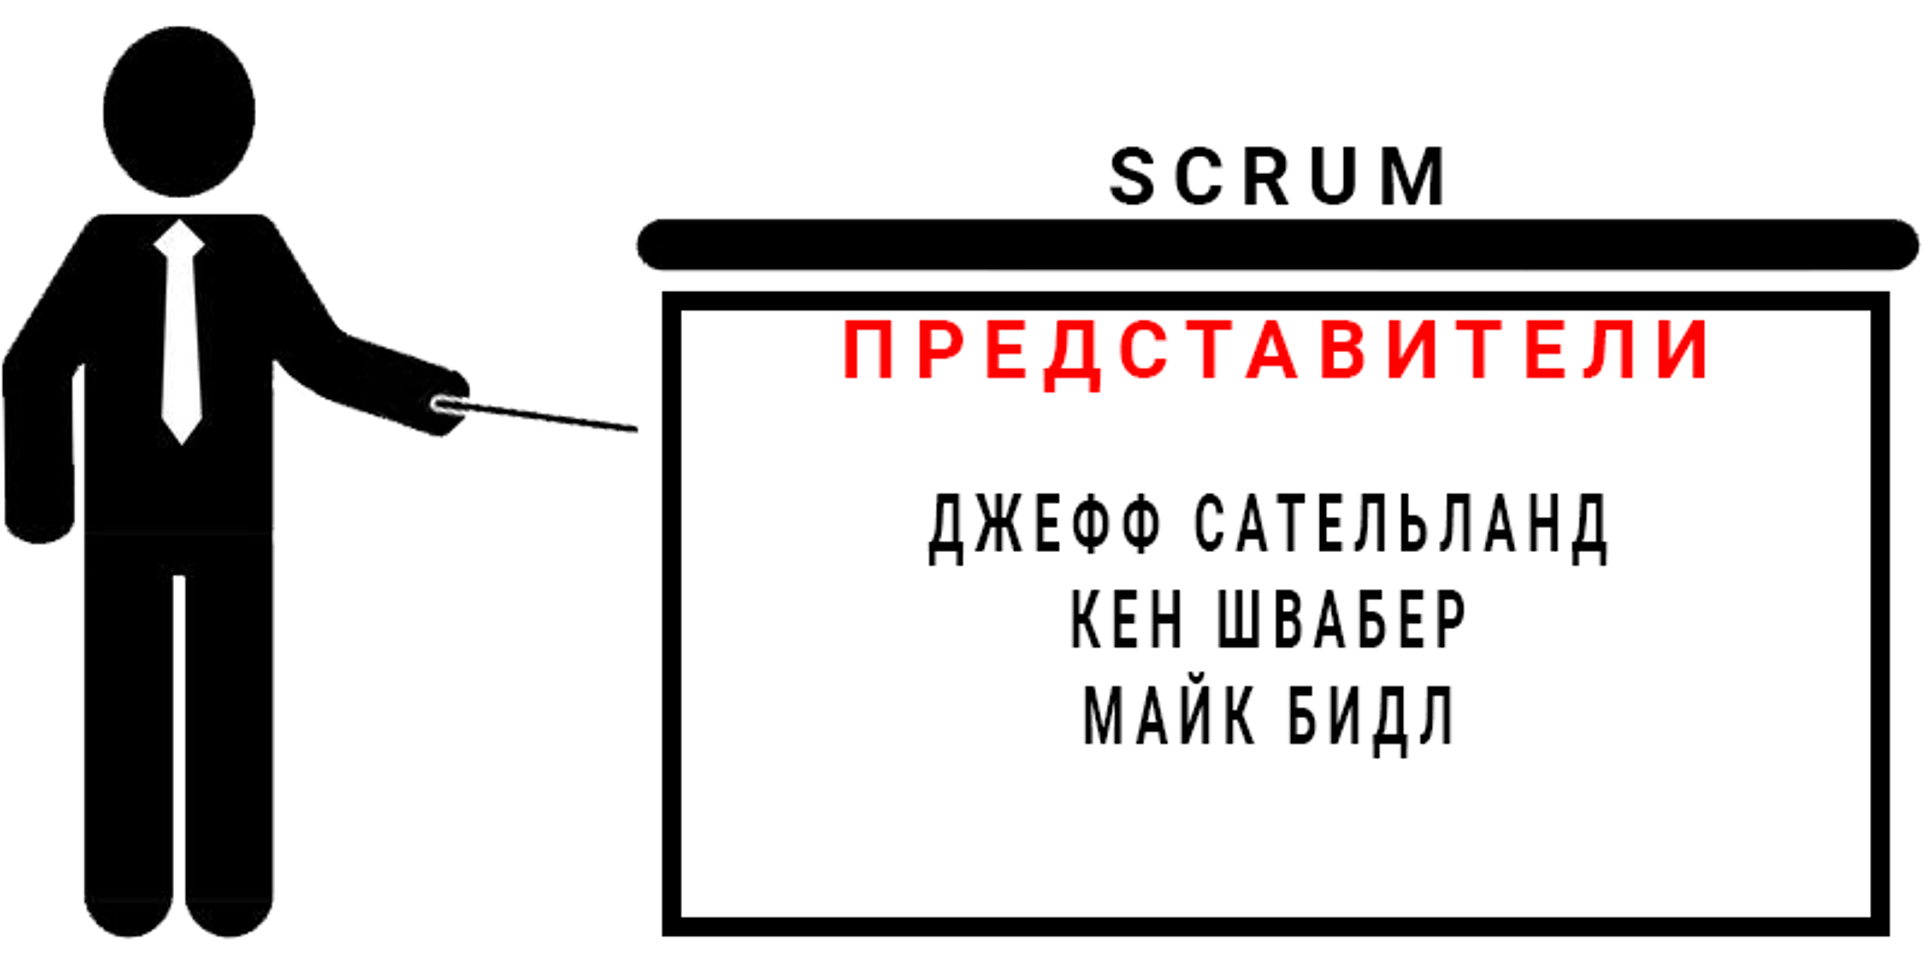 SCRUM
ПРЕДСТАВИТЕЛИ
ДЖЕФФ САТЕЛЬЛАНД
КЕН ШВАБЕР
МАЙК БИДЛ